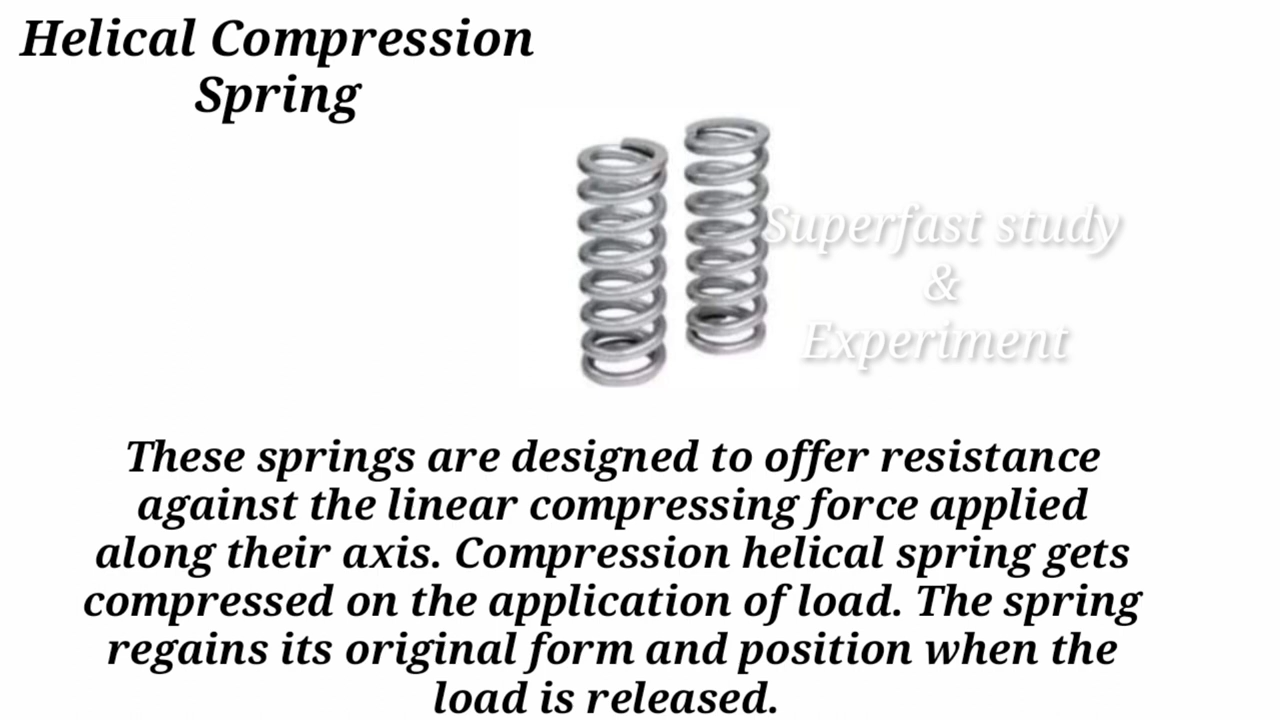 Helical Compression
Spring
Superfast study
&
Experiment
These springs are designed to offer resistance
against the linear compressing force applied
along their axis. Compression helical spring gets
compressed on the application of load. The spring
regains its original form and position when the
load is released.